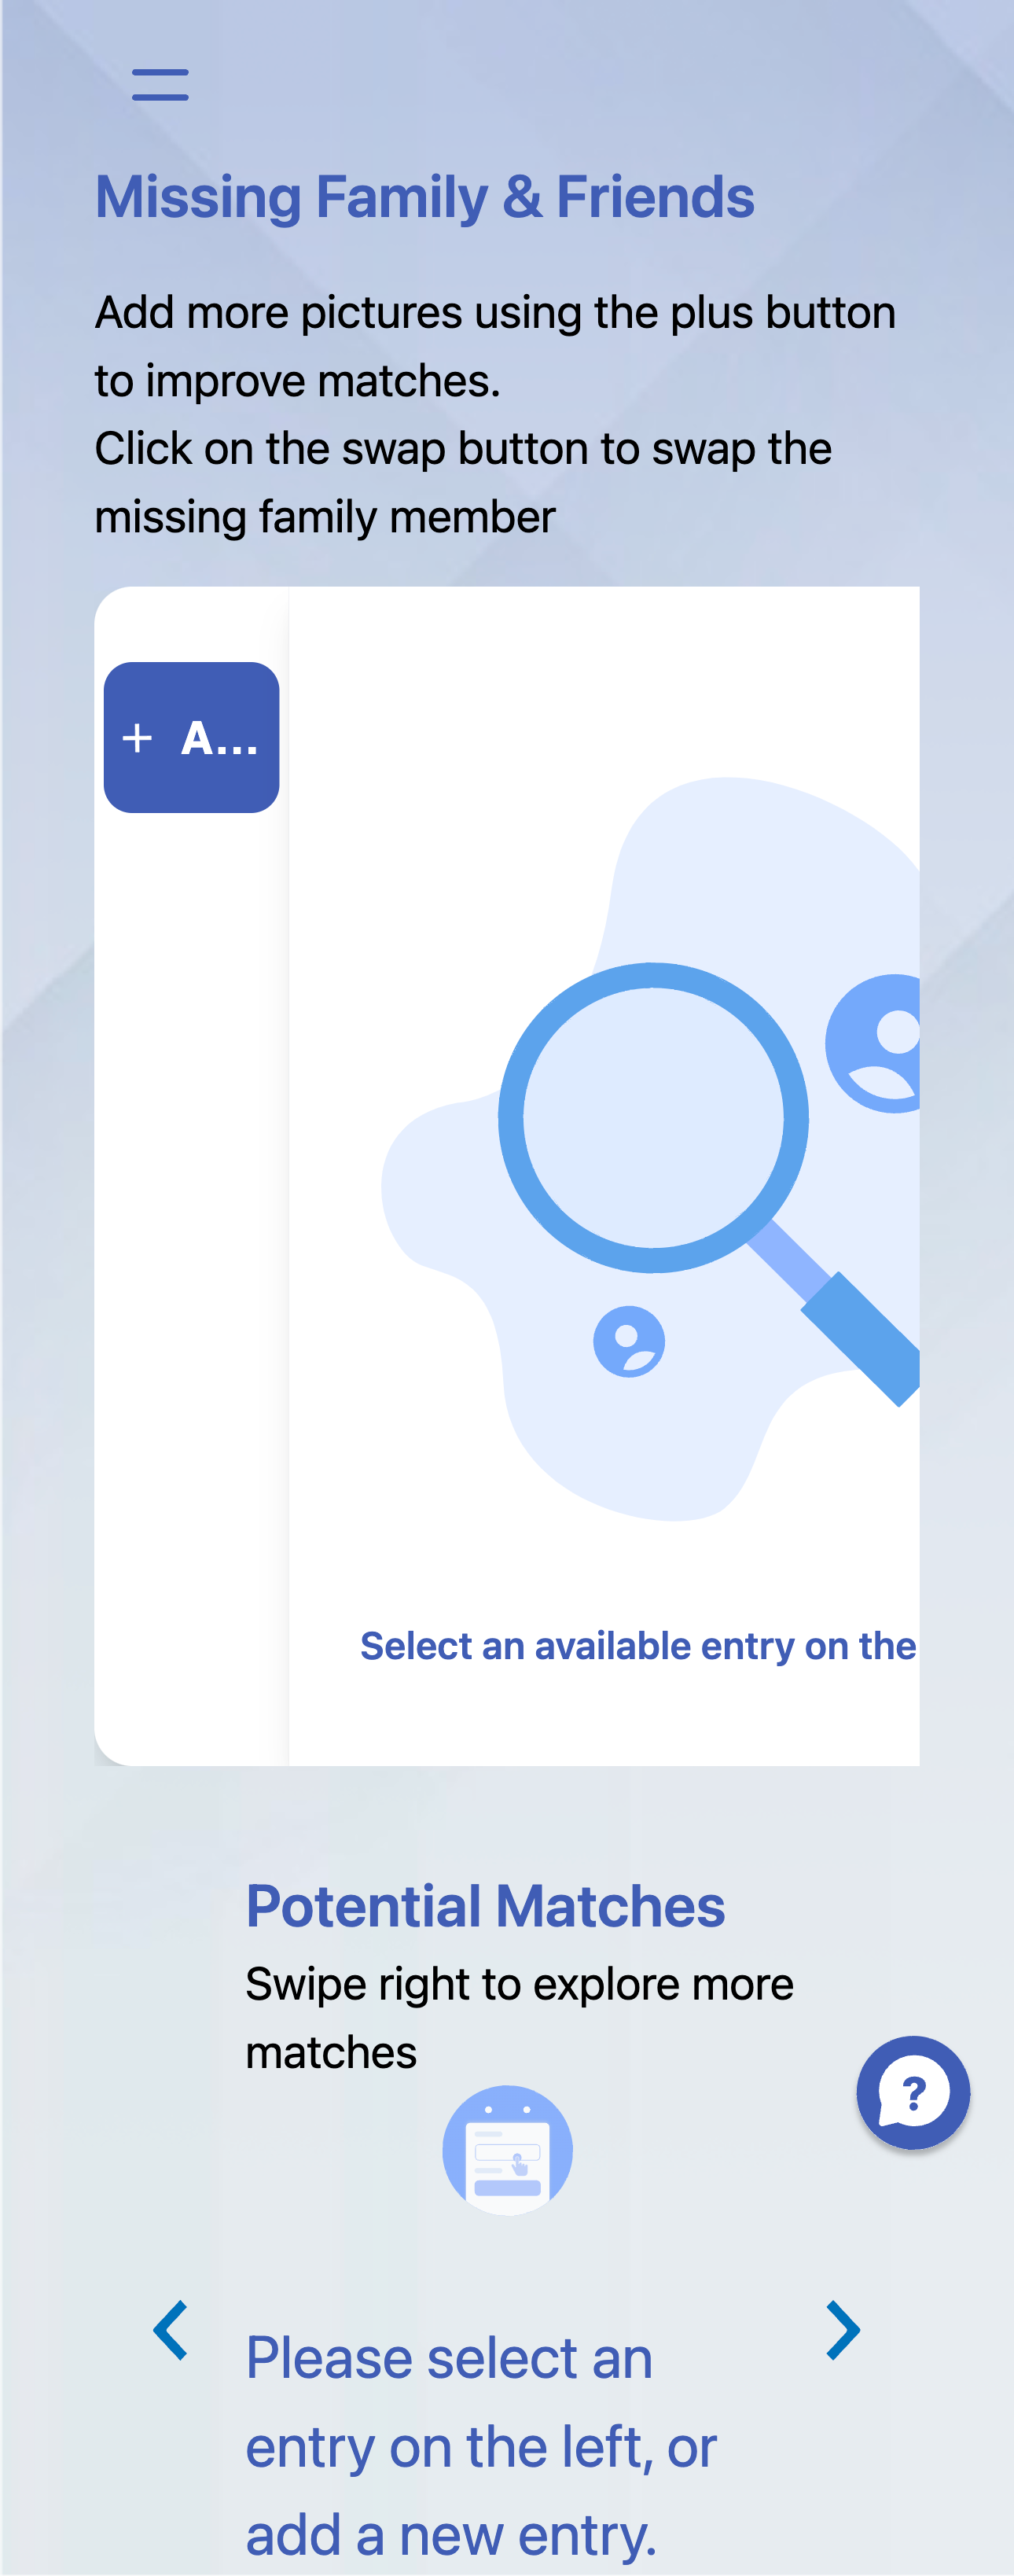 Missing Family & Friends
Add more pictures using the plus button
to improve matches.
Click on the swap button to swap the
missing family member
+ A...
Select an available entry on the
Potential Matches
Swipe right to explore more
matches
?
Please select an
entry on the left, or
add a new entry.